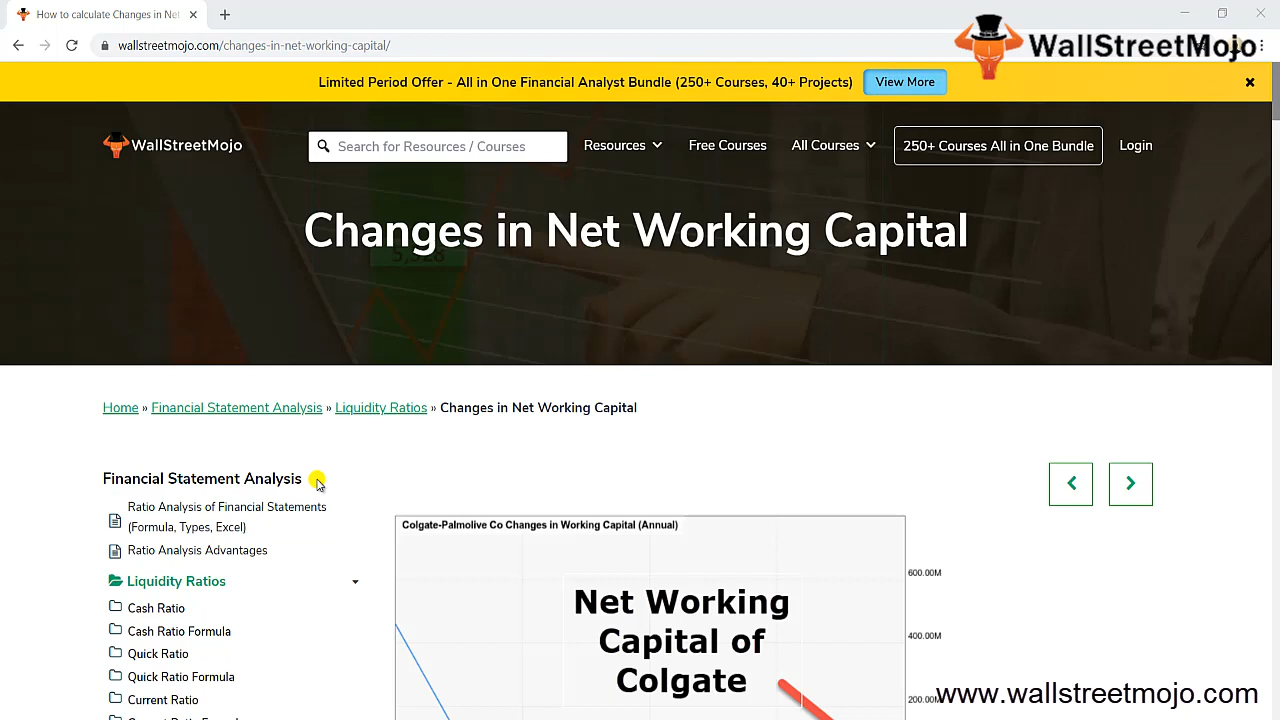 How to calculate Changes in Net
wallstreetmojo.com/changes-in-net-working-capital/
WallStreetMojo
Limited Period Offer - All in One Financial Analyst Bundle (250+ Courses, 40+ Projects)
View More
WallStreetMojo
Search for Resources / Courses
Resources
Free Courses
All Courses
250+ Courses All in One Bundle
Login
Changes in Net Working Capital
5,528
Home » Financial Statement Analysis » Liquidity Ratios » Changes in Net Working Capital
Financial Statement Analysis
Ratio Analysis of Financial Statements
(Formula, Types, Excel)
Ratio Analysis Advantages
Liquidity Ratios
Cash Ratio
Cash Ratio Formula
Quick Ratio
Quick Ratio Formula
Current Ratio
Colgate-Palmolive Co Changes in Working Capital (Annual)
600.00M
400.00M
200.00
Net Working
Capital of
Colgate
www.wallstreetmojo.com